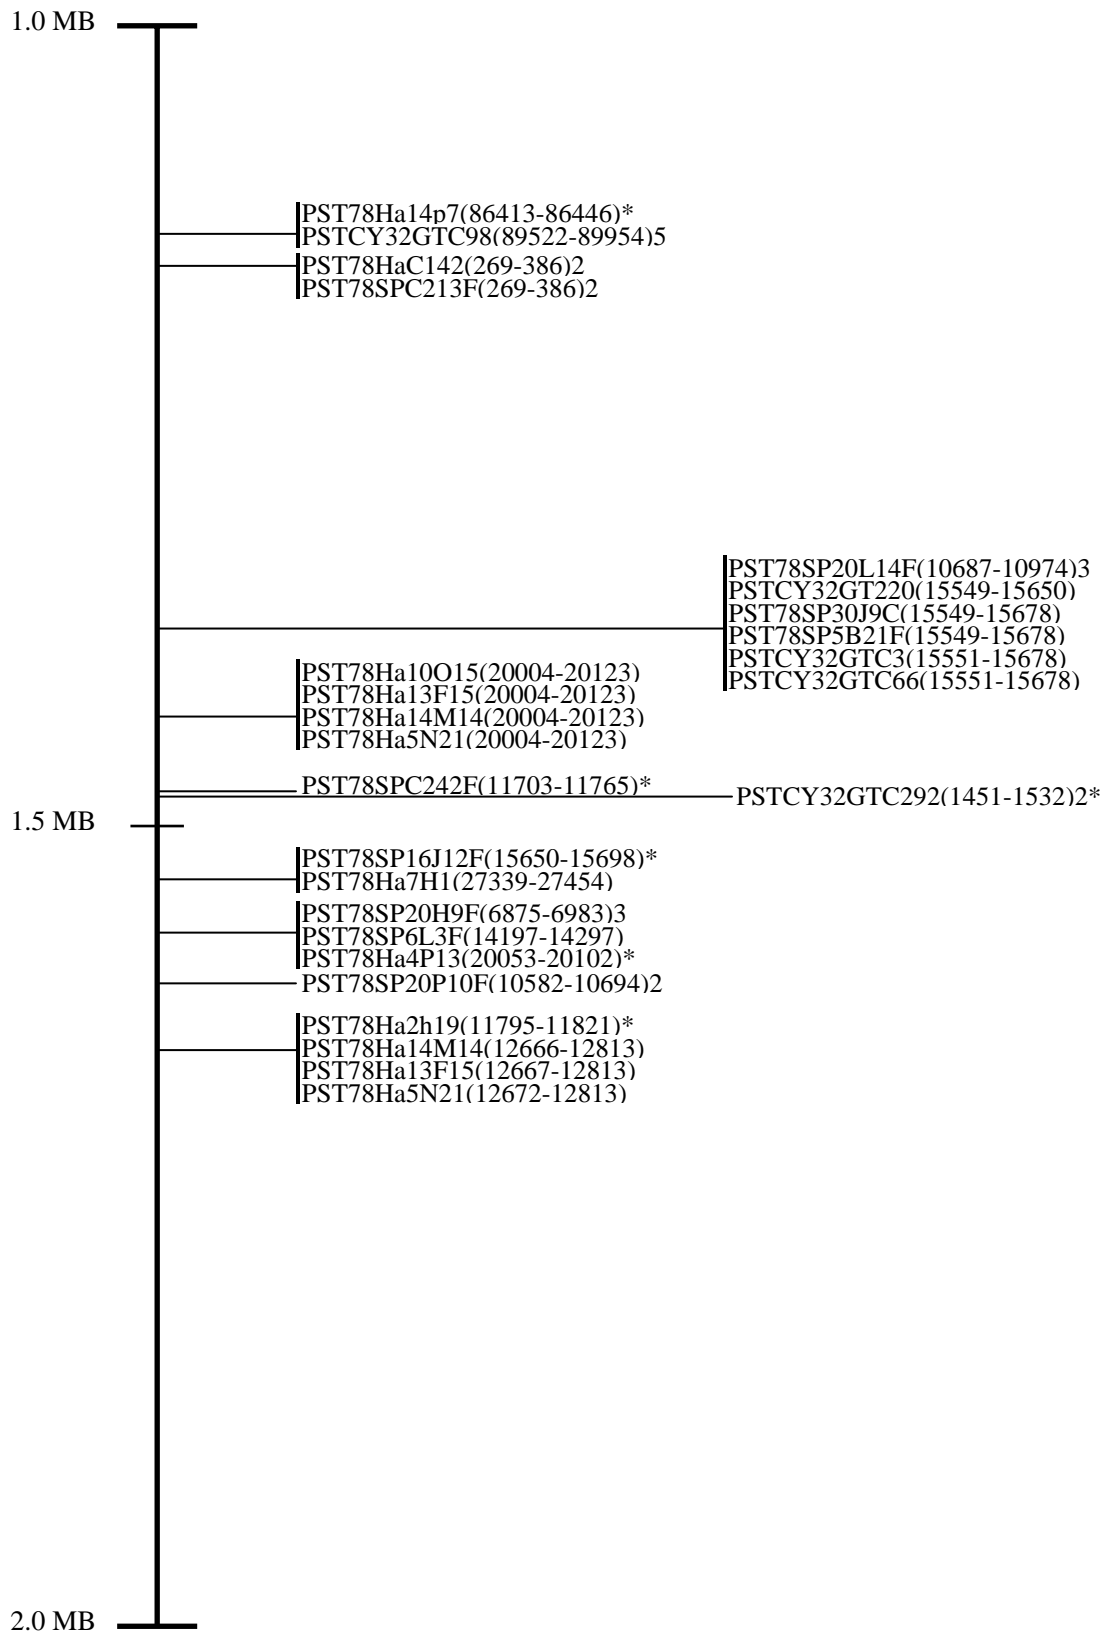 1.0 MB
PST78Ha14p7(86413-86446)*
PSTCY32GTC98(89522-89954)5
PST78HaC142(269-386)2
PST78SPC213F(269-386)2
PST78SP20L14F(10687-10974)3
PSTCY32GT220(15549-15650)
PST78SP30J9C(15549-15678)
PST78SP5B21F(15549-15678)
PSTCY32GTC3(15551-15678)
PSTCY32GTC66(15551-15678)
PST78Ha10O15(20004-20123)
PST78Ha13F15(20004-20123)
PST78Ha14M14(20004-20123)
PST78Ha5N21(20004-20123)
PST78SPC242F(11703-11765)*
PSTCY32GTC292(1451-1532)2*
1.5 MB
PST78SP16J12F(15650-15698)*
PST78Ha7H1(27339-27454)
PST78SP20H9F(6875-6983)3
PST78SP6L3F(14197-14297)
PST78Ha4P13(20053-20102)*
PST78SP20P10F(10582-10694)2
PST78Ha2h19(11795-11821)*
PST78Ha14M14(12666-12813)
PST78Ha13F15(12667-12813)
PST78Ha5N21(12672-12813)
2.0 MB